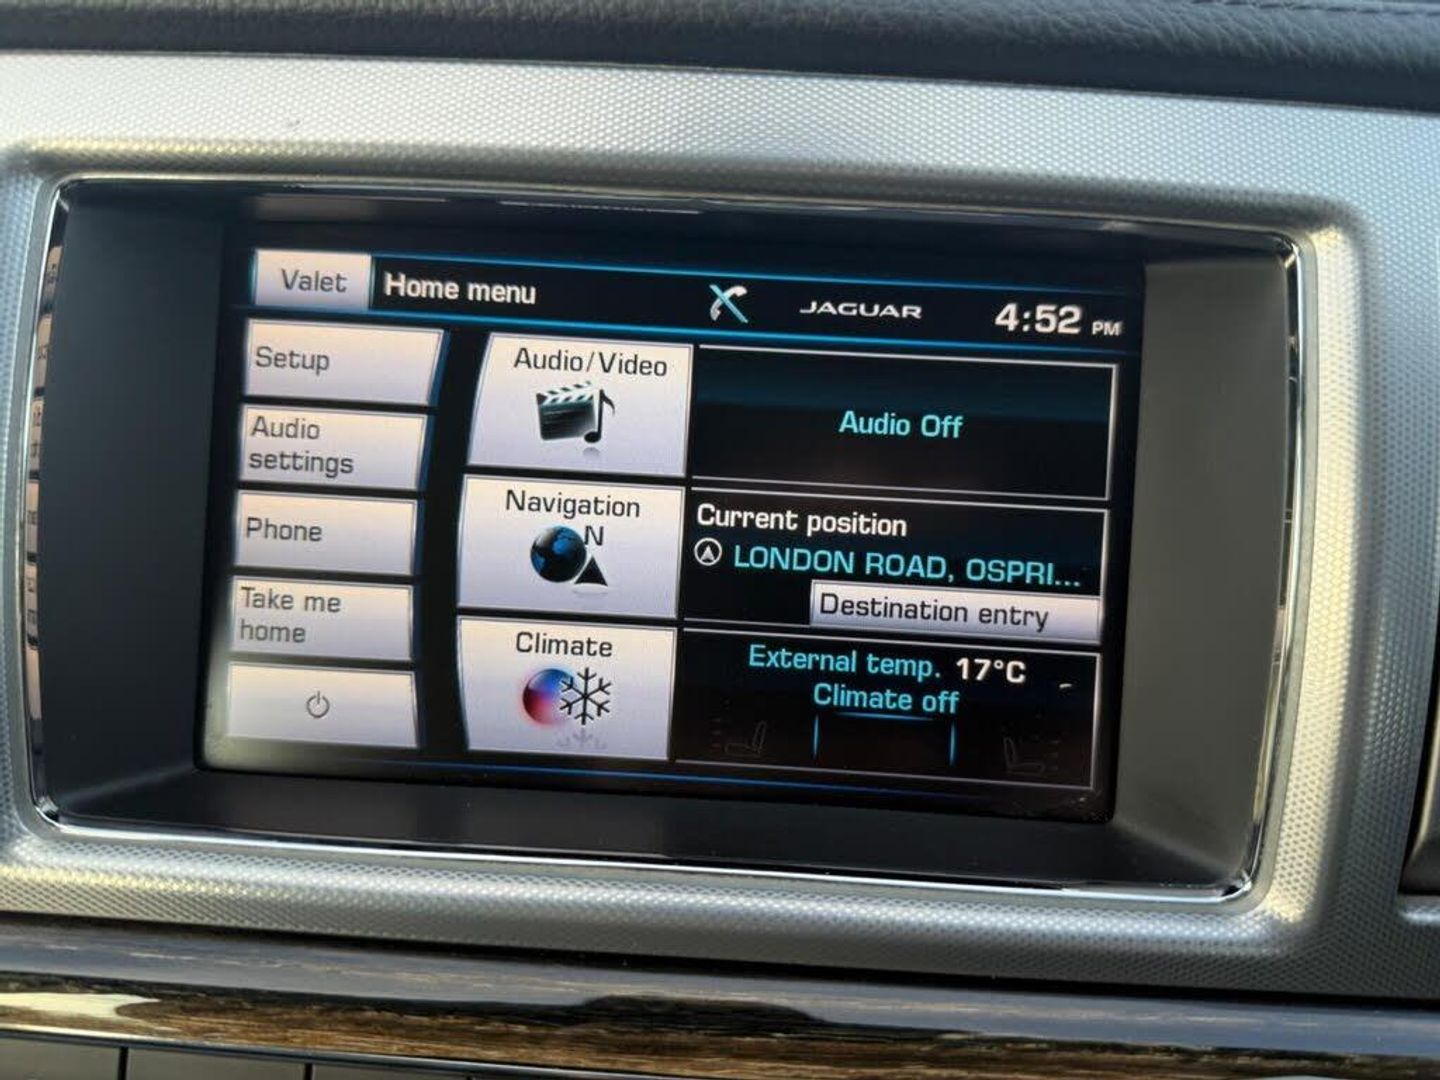 Valet
Home menu
JAGUAR
4:52 PM
Setup
Audio
settings
Phone
Take me
home
Audio/Video
Audio Off
Navigation
N
Current position
LONDON ROAD, OSPRI...
Destination entry
Climate
External temp. 17°C
Climate off